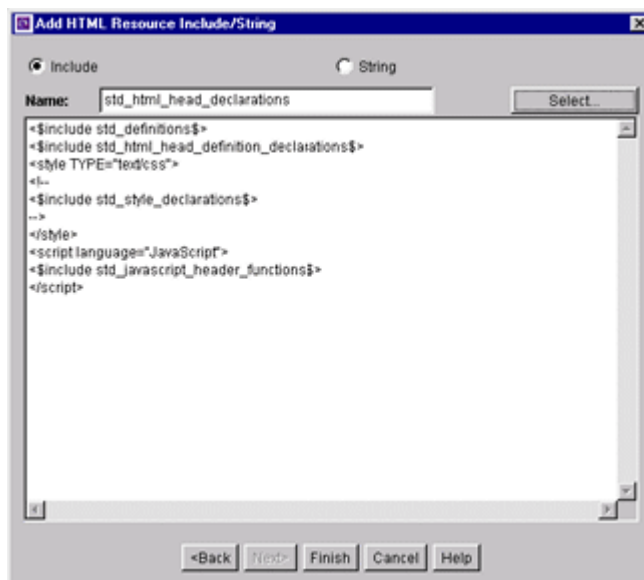 Add HTML Resource Include/String
Include String
Name: std_html_head_declarations Select...
<$include std_definitions$>
<$include std_html_head_definition_declarations$>
<style TYPE="text/css">
<!--
<$include std_style_declarations$>
-->
</style>
<script language="JavaScript">
<$include std_javascript_header_functions$>
</script>
<Back Next> Finish Cancel Help